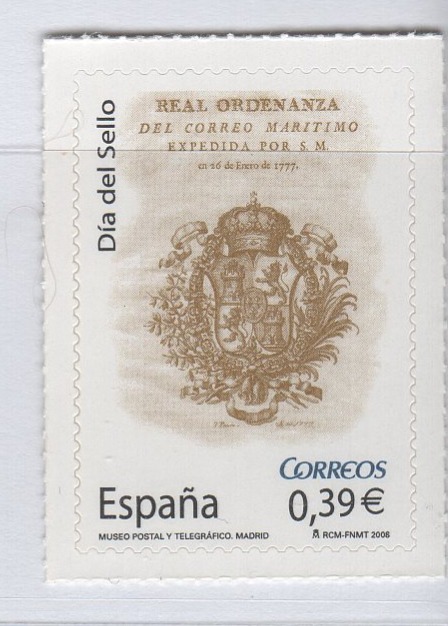 Día del Sello
REAL ORDENANZA
DEL CORREO MARITIMO
EXPEDIDA POR S. M.
en 26 de Enero de 1777.
CORREOS
España
0,39€
MUSEO POSTAL Y TELEGRÁFICO. MADRID
RCM-FNMT 2008